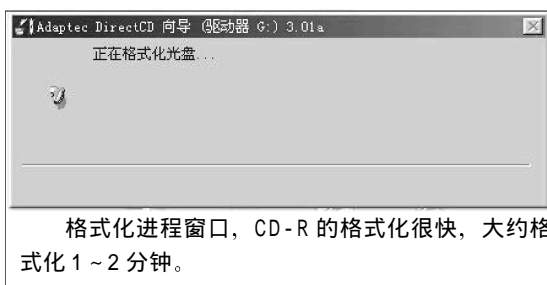 Adaptec DirectCD 向导 (驱动器 G:) 3.01a
正在格式化光盘...
格式化进程窗口，CD-R的格式化很快，大约格
式化1~2分钟。